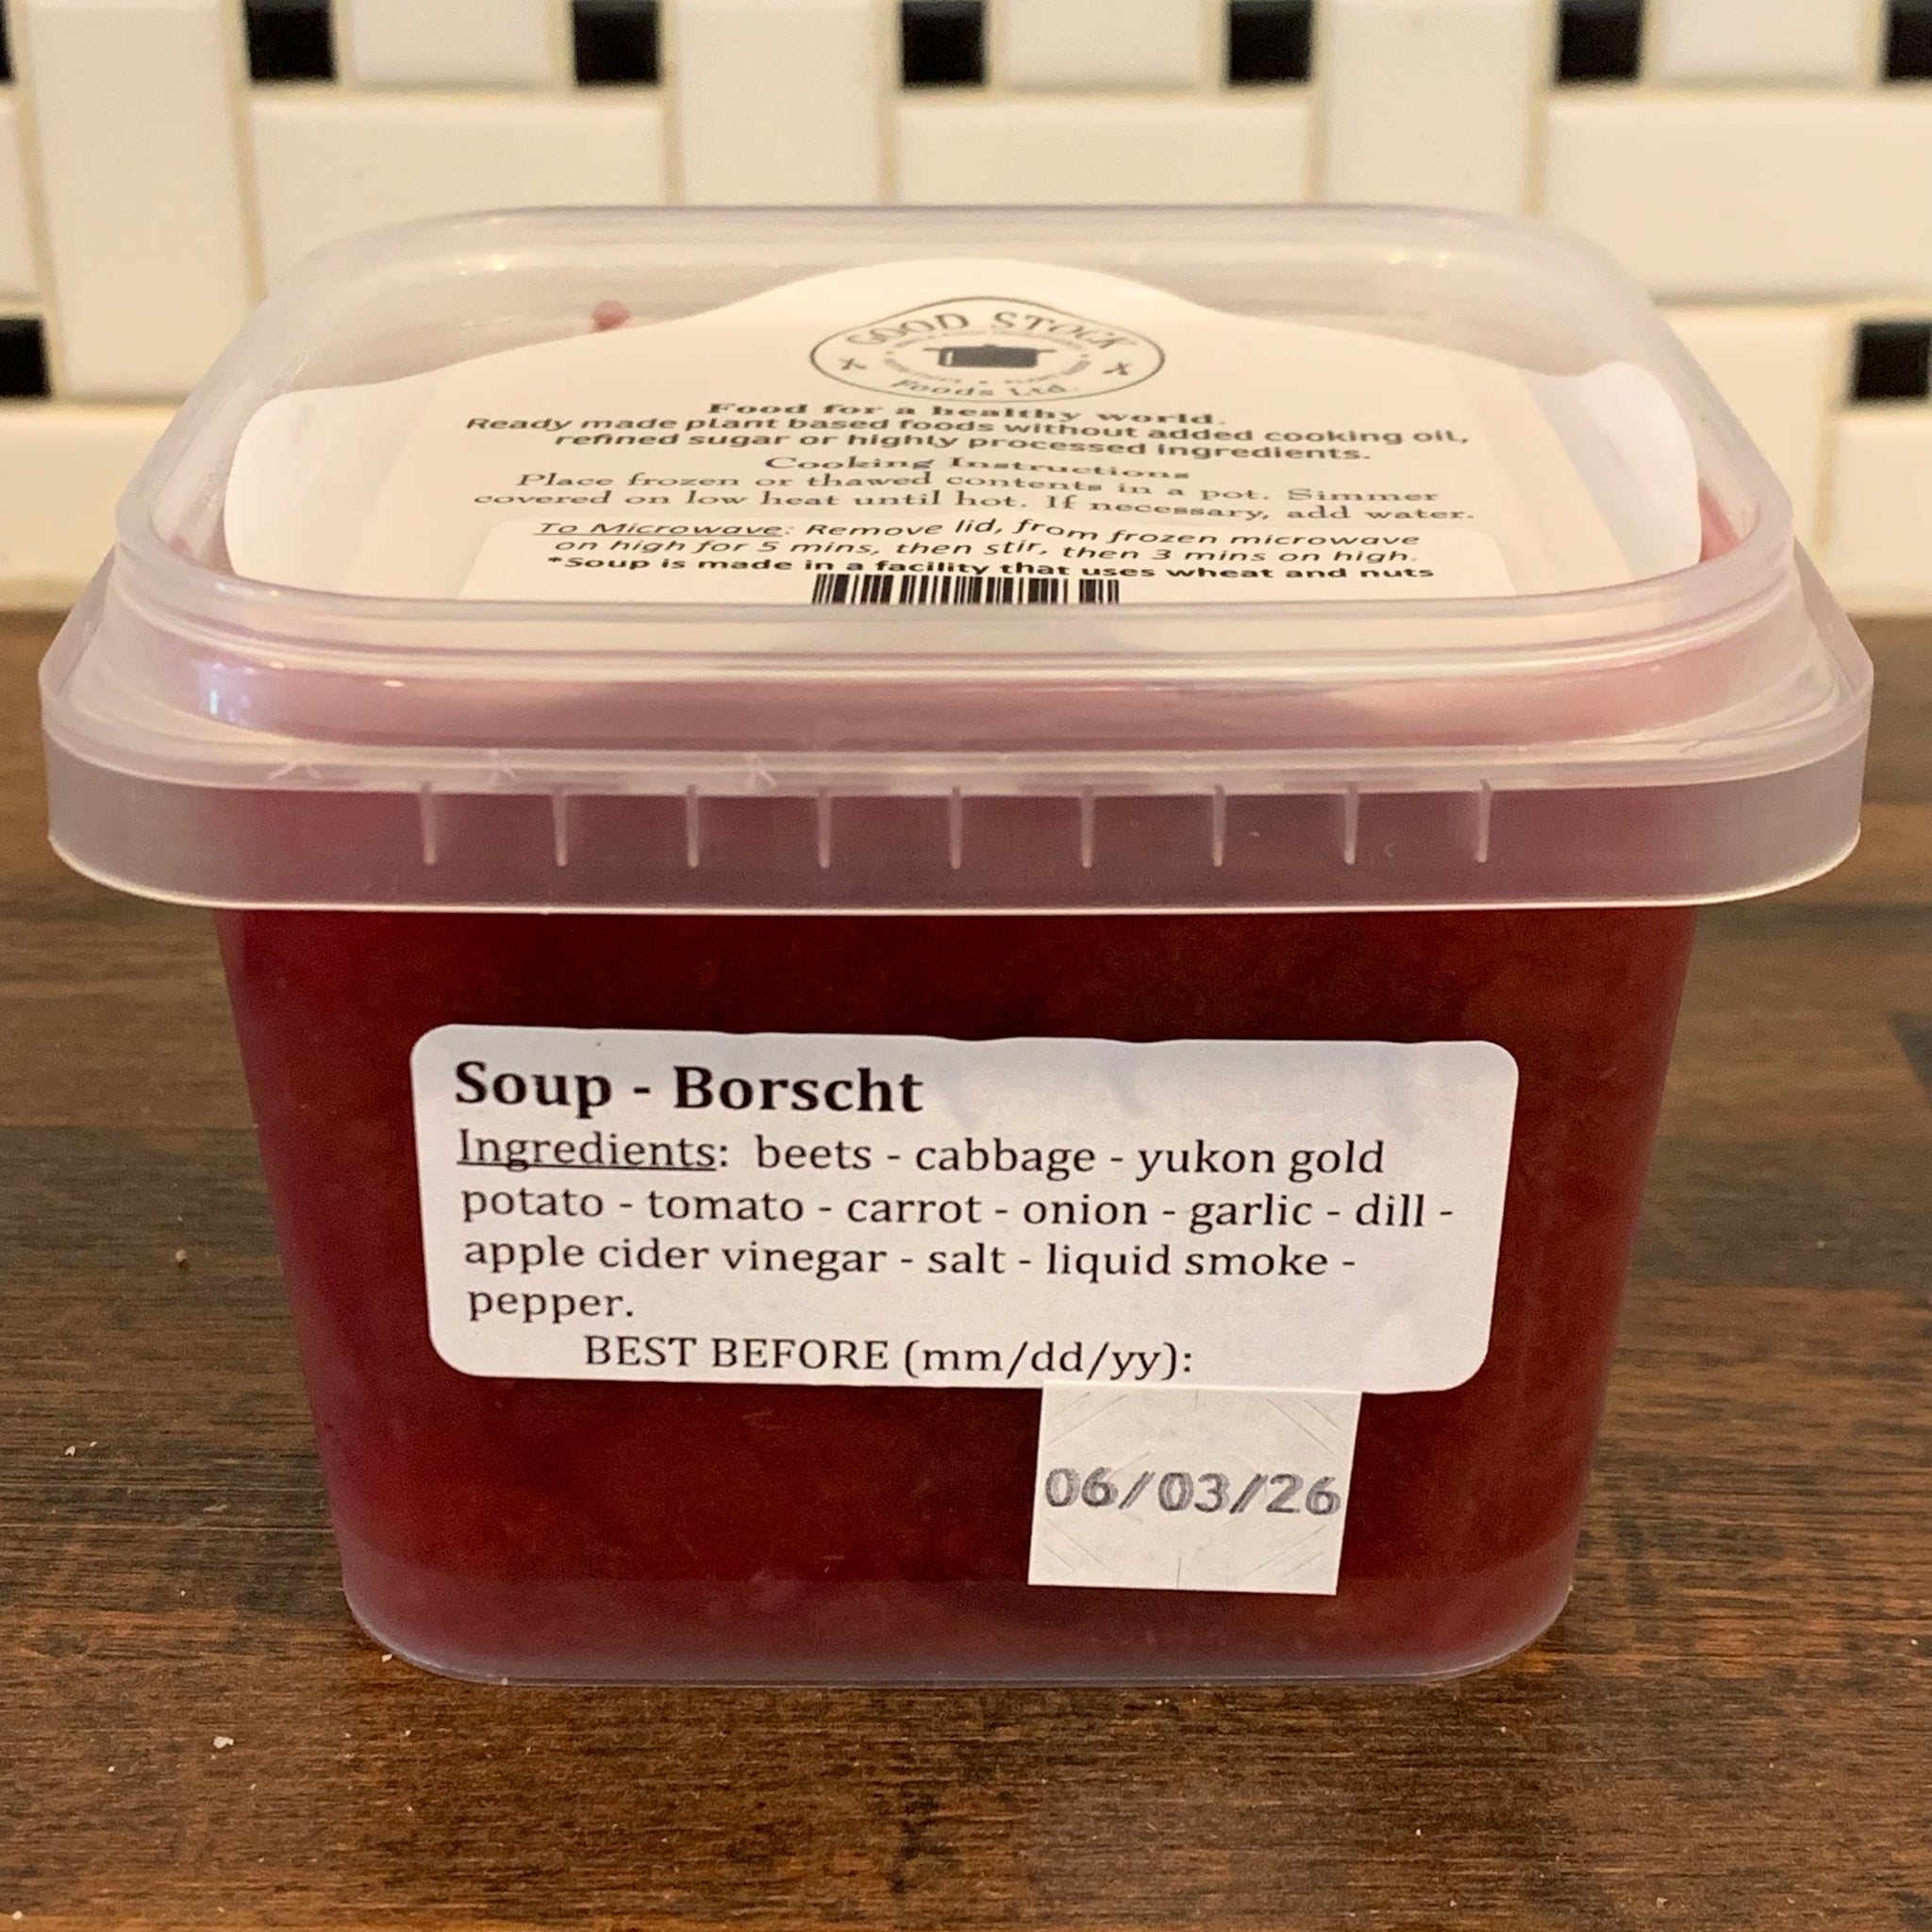 GOOD STOCK
Foods Ltd.
Food for a healthy world.
Ready made plant based foods without added cooking oil,
refined sugar or highly processed ingredients.
Cooking Instructions
Place frozen or thawed contents in a pot. Simmer
covered on low heat until hot. If necessary, add water.
To Microwave: Remove lid, from frozen microwave
on high for 5 mins, then stir, then 3 mins on high.
*Soup is made in a facility that uses wheat and nuts
Soup - Borscht
Ingredients: beets - cabbage - yukon gold
potato - tomato - carrot - onion - garlic - dill -
apple cider vinegar - salt - liquid smoke -
pepper.
BEST BEFORE (mm/dd/yy):
06/03/26